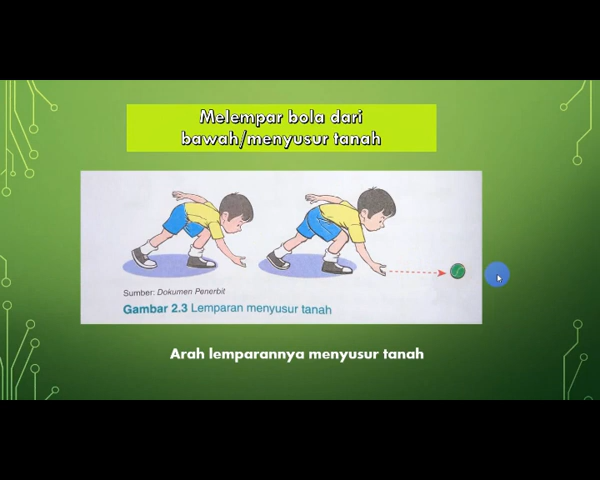 Melempar bola dari
bawah/menyusur tanah
Sumber: Dokumen Penerbit
Gambar 2.3 Lemparan menyusur tanah
Arah lemparannya menyusur tanah